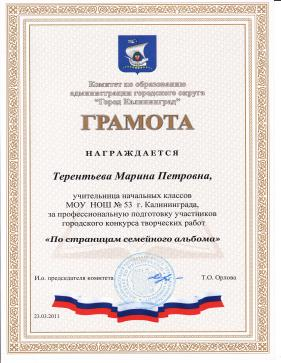 Комитет по образованию
администрации городского округа
"Город Калининград"
ГРАМОТА
НАГРАЖДАЕТСЯ
Терентьева Марина Петровна,
учительница начальных классов
МОУ НОШ № 53 г. Калининграда,
за профессиональную подготовку участников
городского конкурса творческих работ
«По страницам семейного альбома»
И.о. председателя комитета Т.О. Орлова
23.03.2011